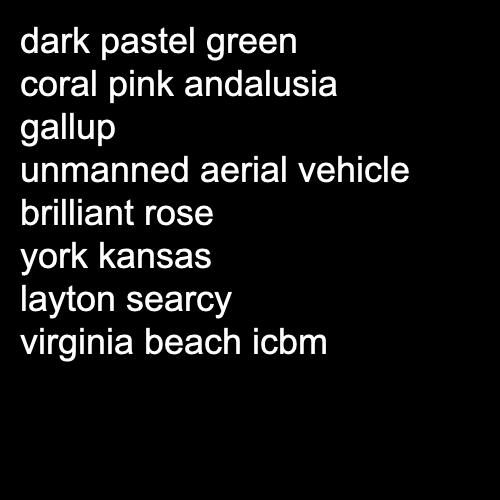 dark pastel green
coral pink andalusia
gallup
unmanned aerial vehicle
brilliant rose
york kansas
layton searcy
virginia beach icbm